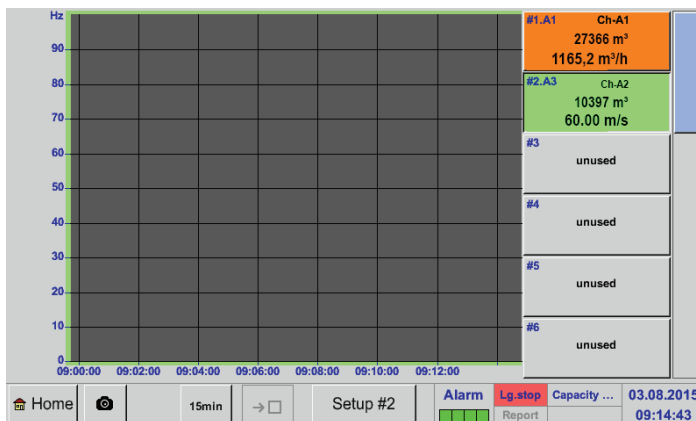 Hz
90
80
70
60
50
40
30
20
10
0
09:00:00 09:02:00 09:04:00 09:06:00 09:08:00 09:10:00 09:12:00
#1.A1 Ch-A1
27366 m³
1165,2 m³/h
#2.A3 Ch-A2
10397 m³
60.00 m/s
#3
unused
#4
unused
#5
unused
#6
unused
Home
15min
Setup #2
Alarm
Lg.stop
Report
Capacity ...
03.08.2015
09:14:43